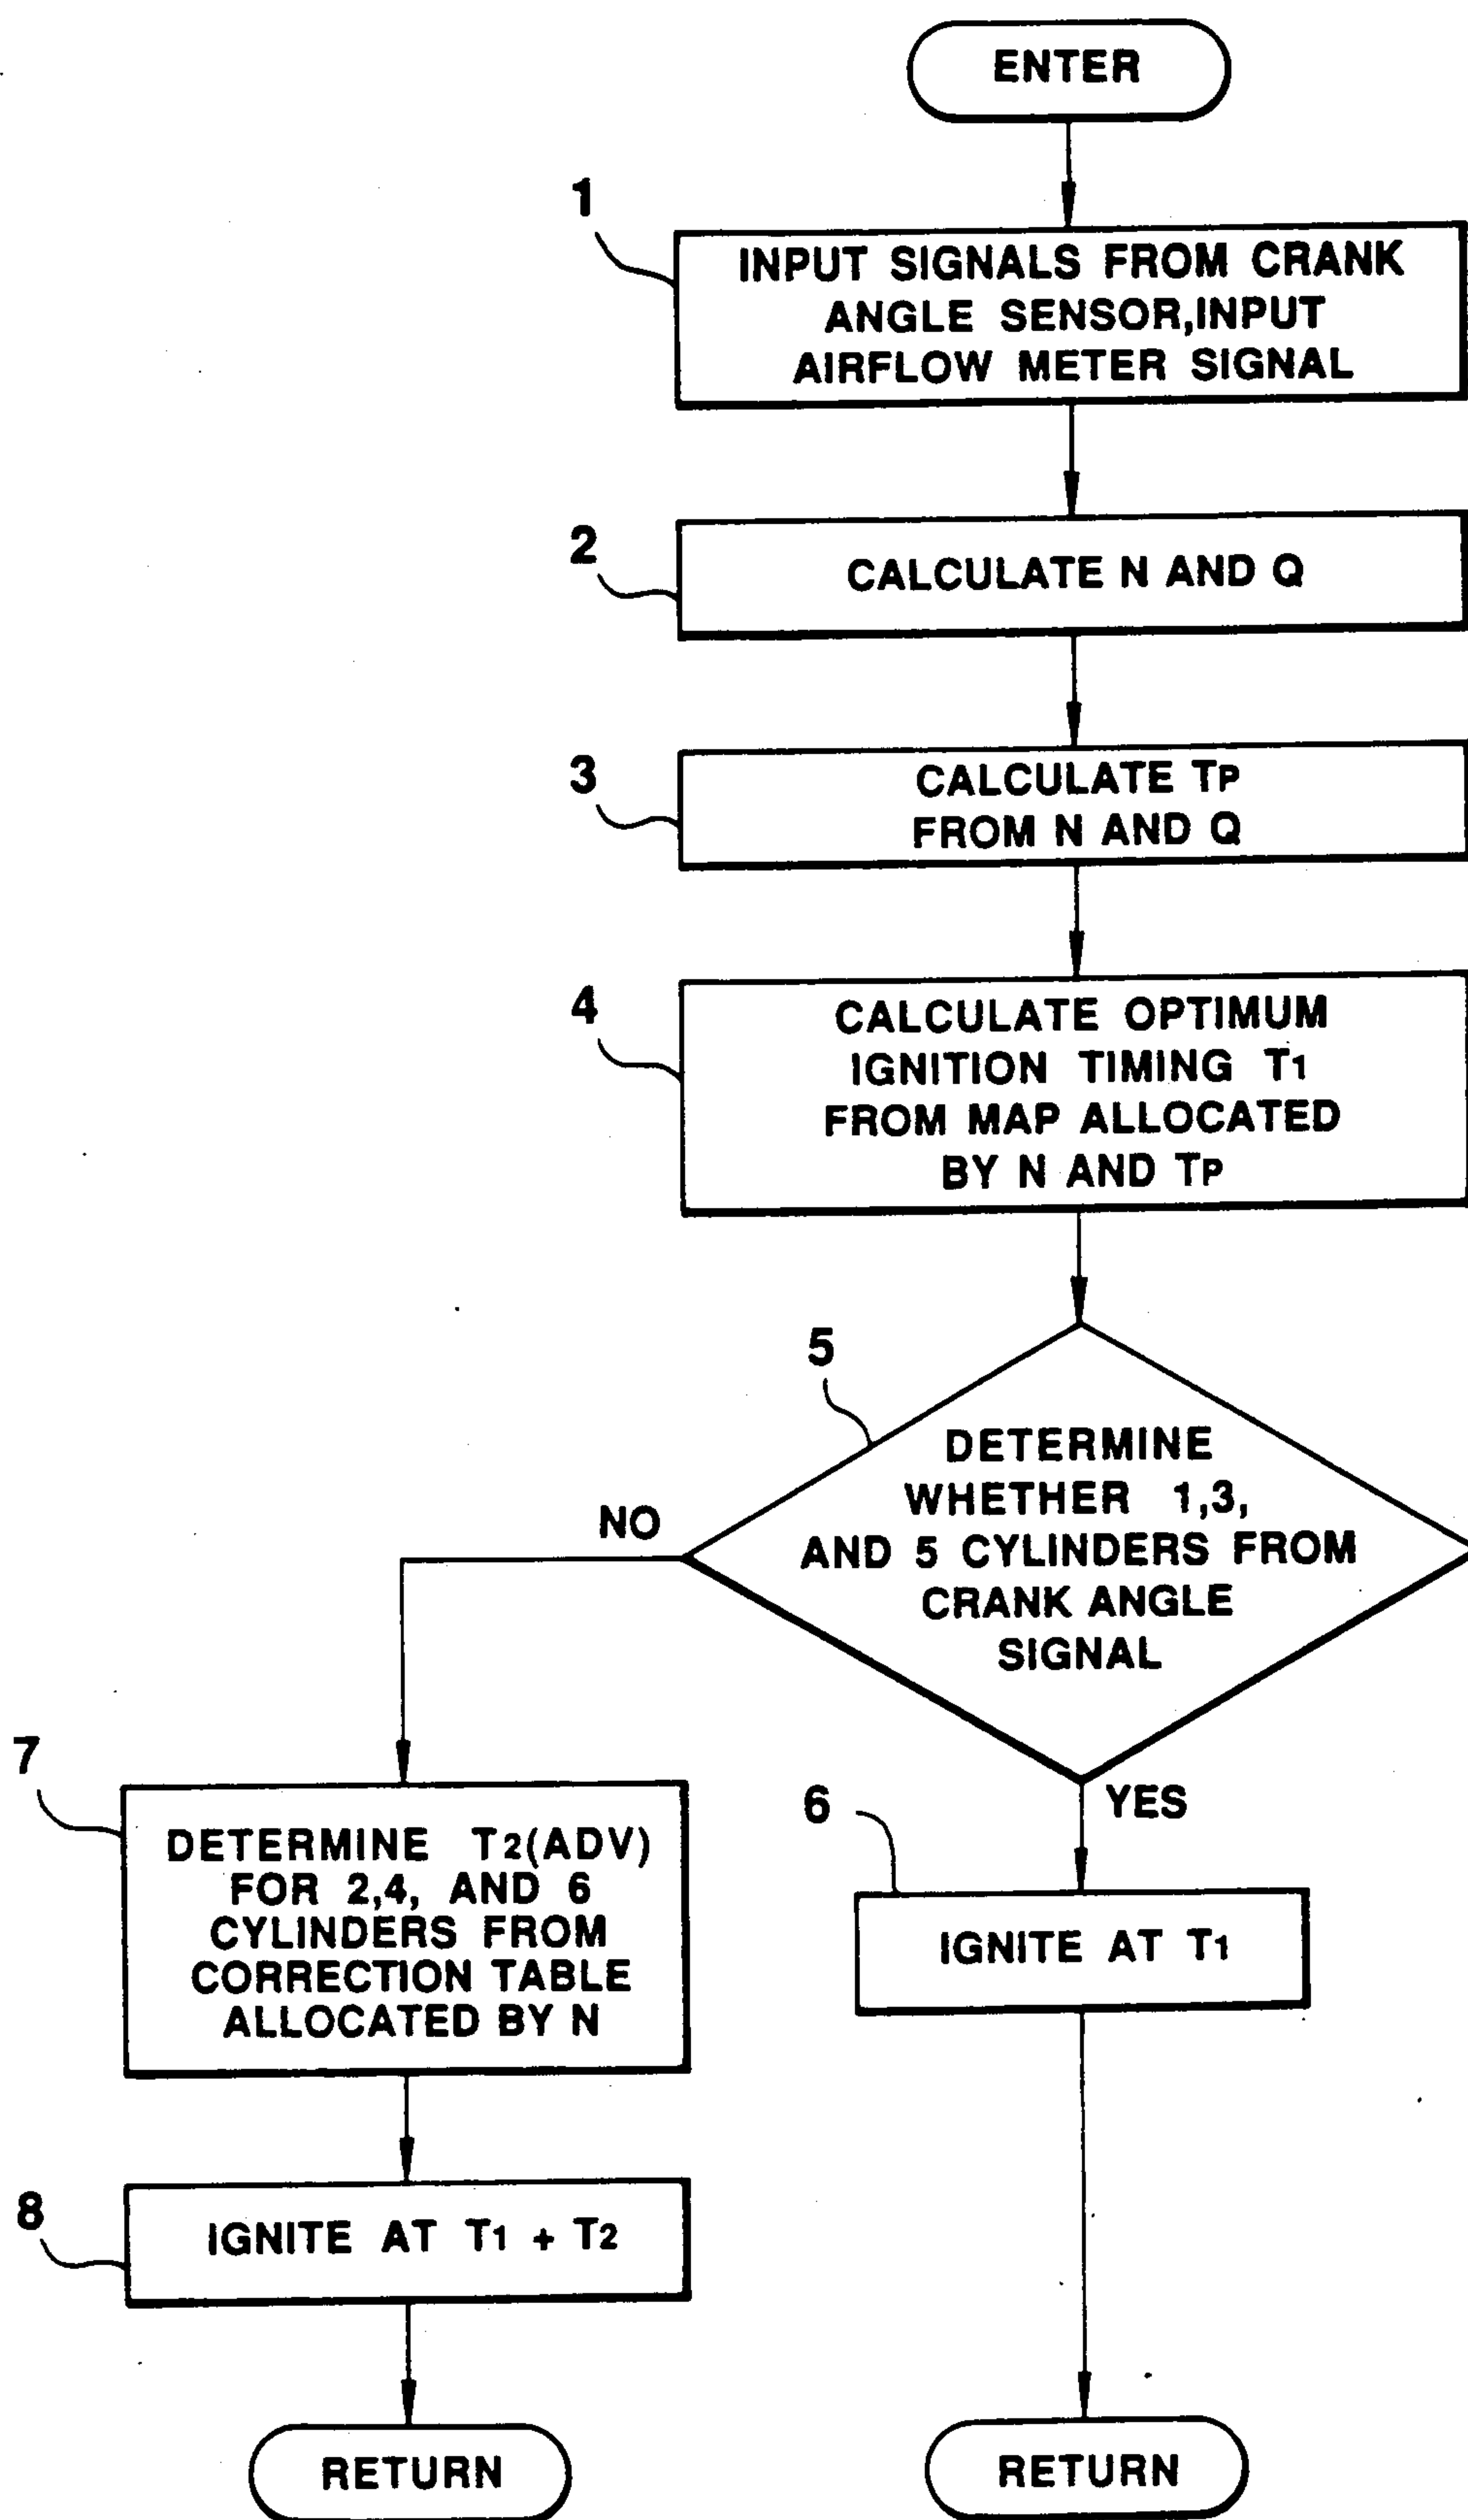 ENTER
1
INPUT SIGNALS FROM CRANK
ANGLE SENSOR,INPUT
AIRFLOW METER SIGNAL
2
CALCULATE N AND Q
3
CALCULATE TP
FROM N AND Q
4
CALCULATE OPTIMUM
IGNITION TIMING T1
FROM MAP ALLOCATED
BY N AND TP
5
DETERMINE
WHETHER 1,3,
AND 5 CYLINDERS FROM
CRANK ANGLE
SIGNAL
NO
YES
7
DETERMINE T2(ADV)
FOR 2,4, AND 6
CYLINDERS FROM
CORRECTION TABLE
ALLOCATED BY N
6
IGNITE AT T1
8
IGNITE AT T1 + T2
RETURN
RETURN